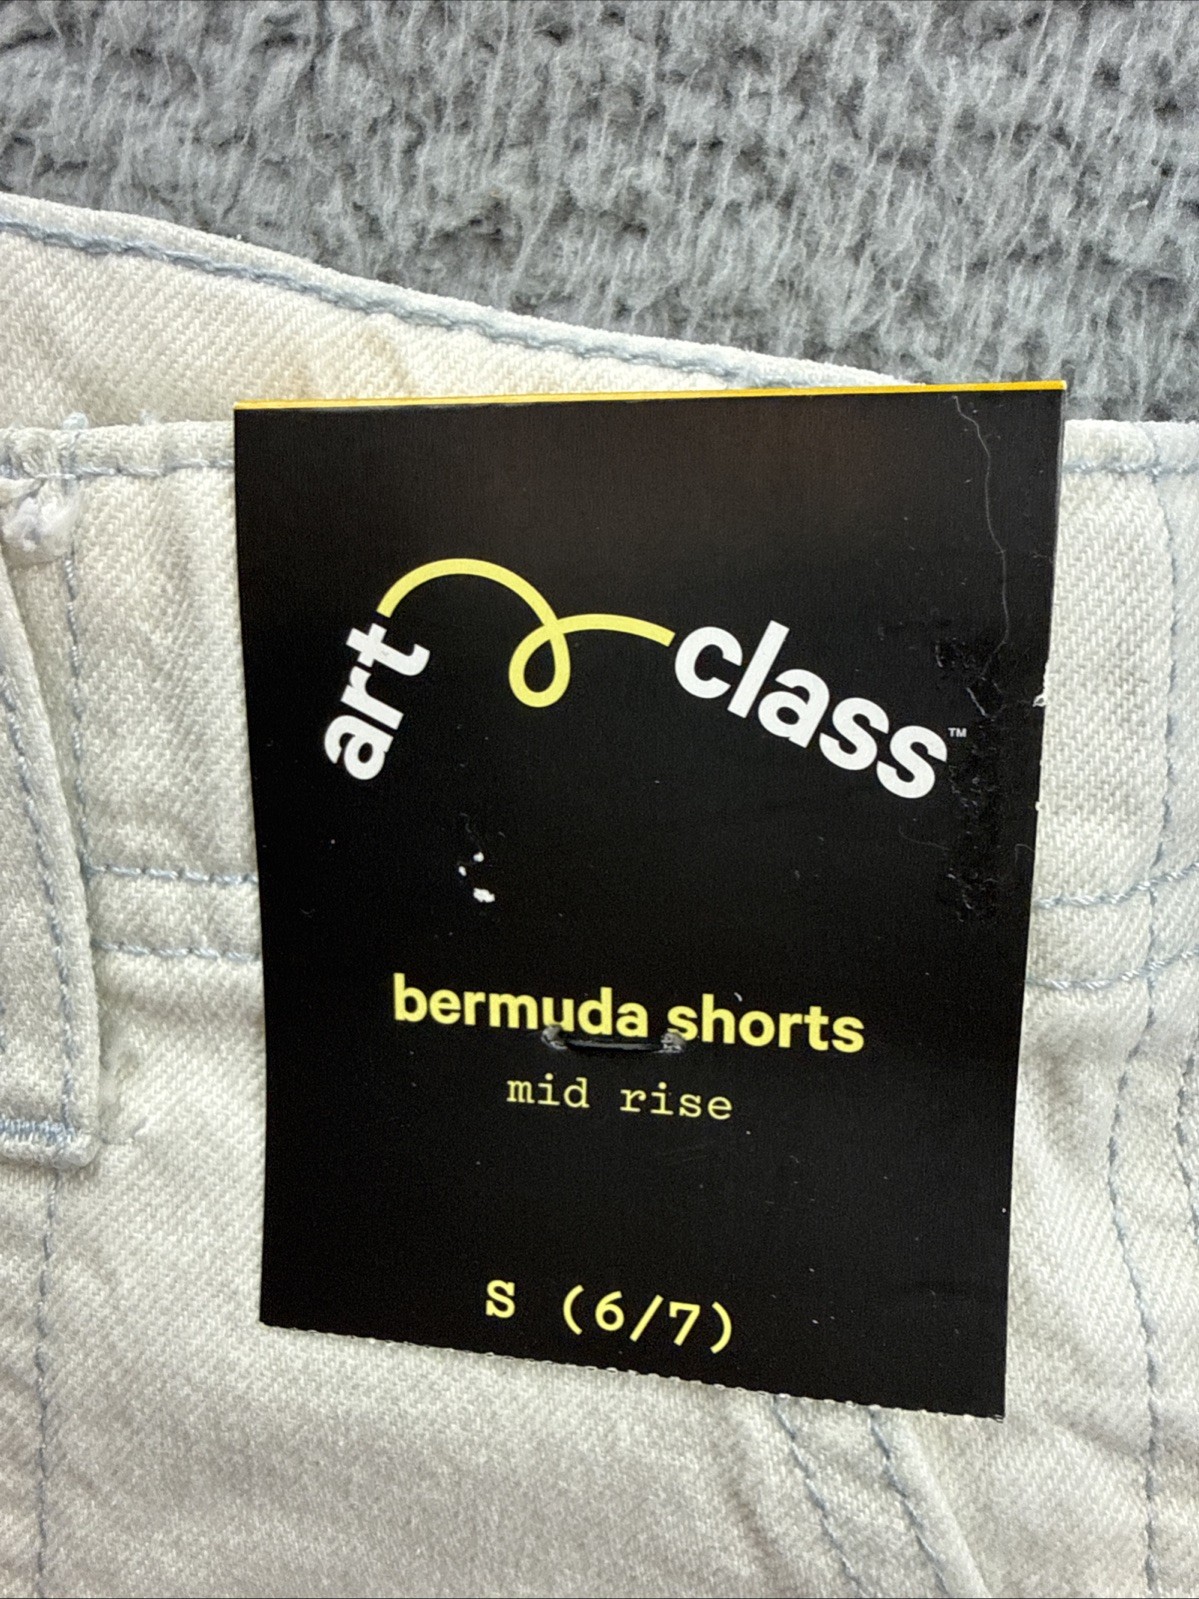 art class™
bermuda shorts
mid rise
S (6/7)